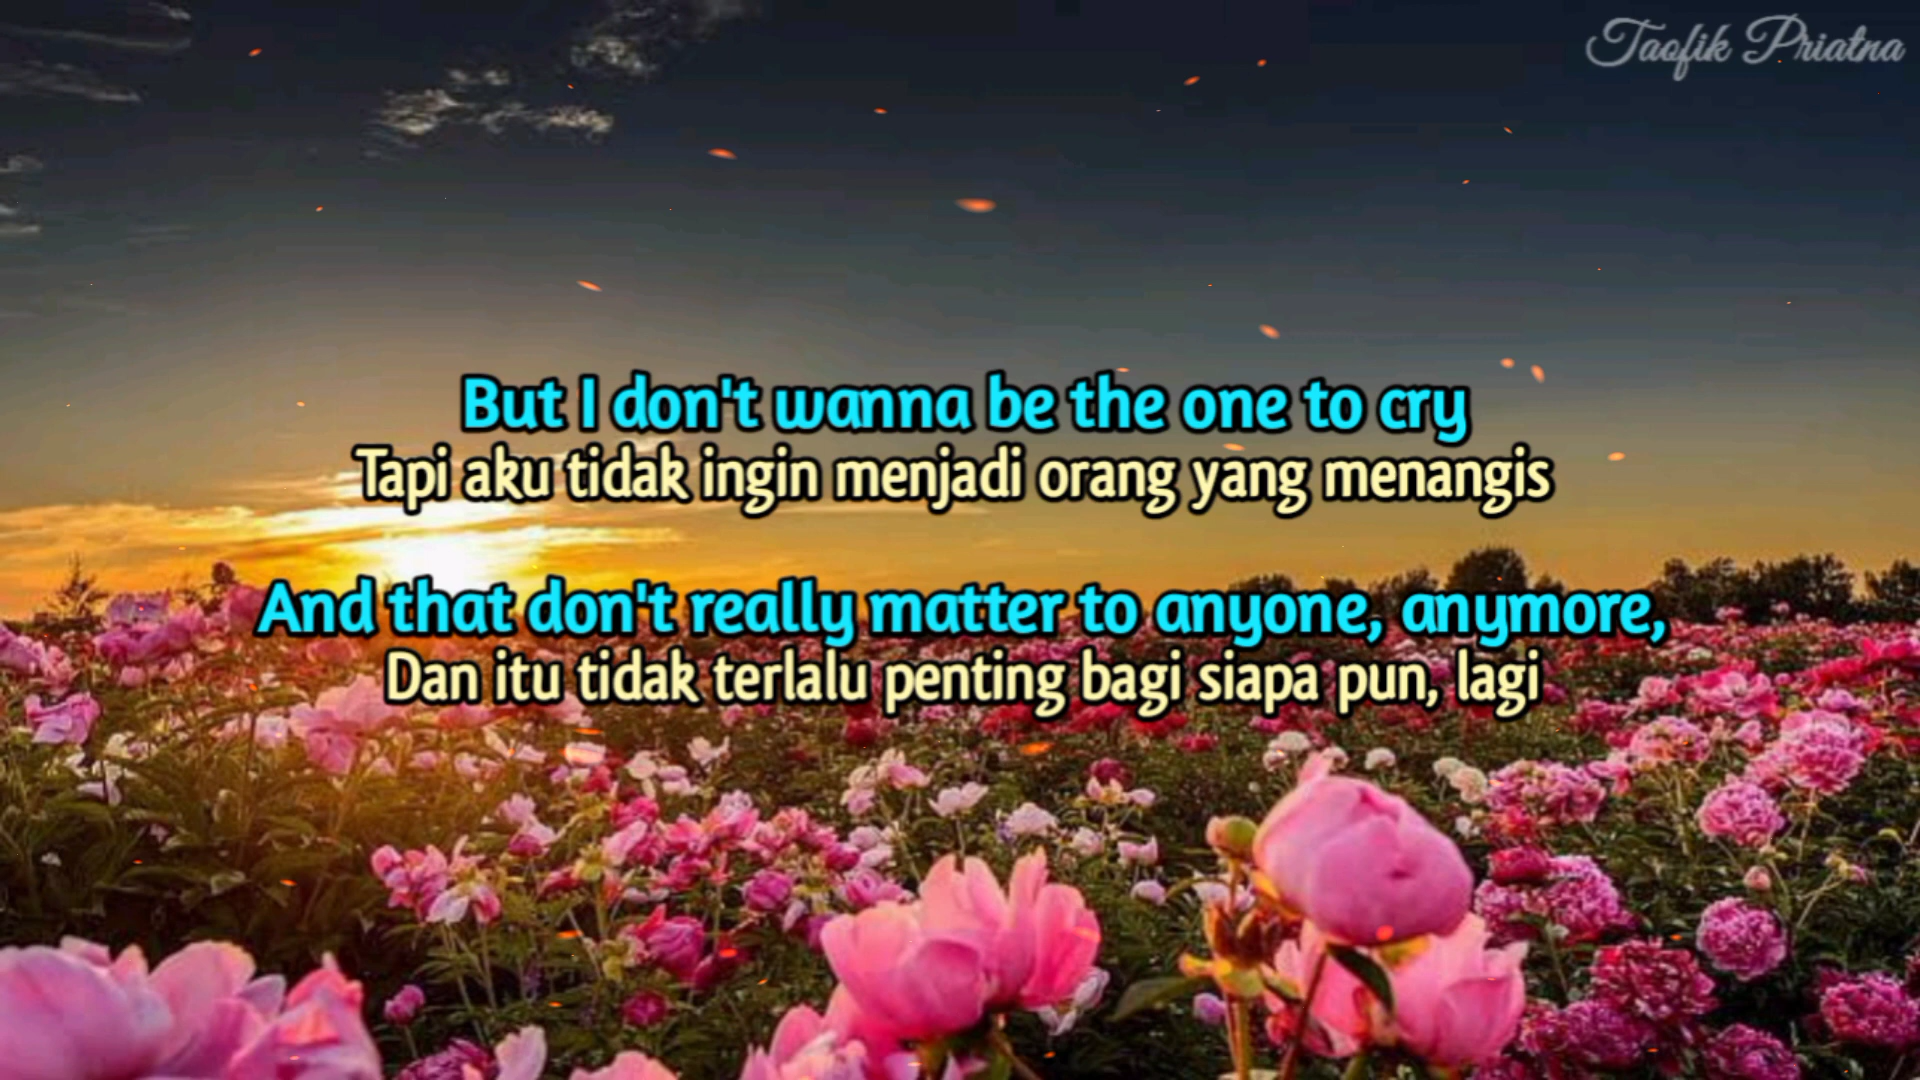 Taofik Priatna
But I don't wanna be the one to cry
Tapi aku tidak ingin menjadi orang yang menangis
And that don't really matter to anyone, anymore,
Dan itu tidak terlalu penting bagi siapa pun, lagi